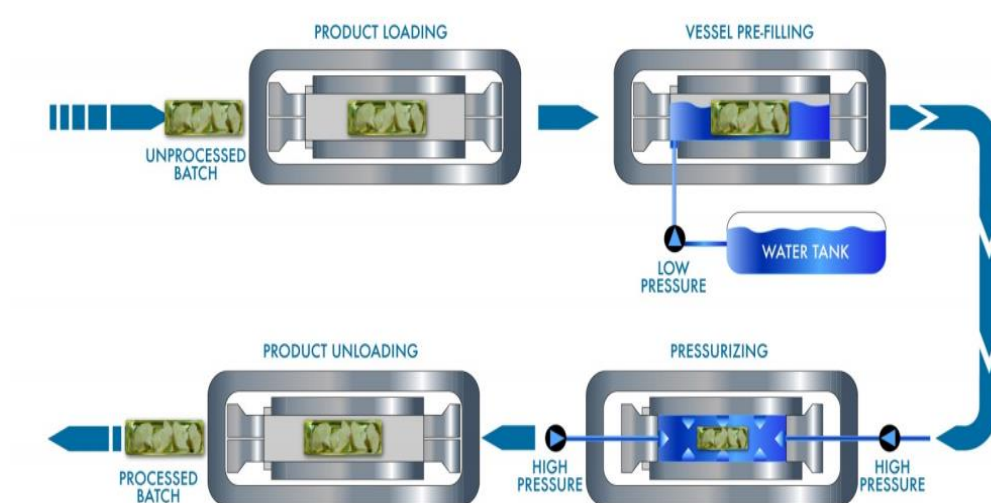 PRODUCT LOADING
VESSEL PRE-FILLING
UNPROCESSED
BATCH
WATER TANK
LOW
PRESSURE
PRODUCT UNLOADING
PRESSURIZING
PROCESSED
BATCH
HIGH
PRESSURE
HIGH
PRESSURE